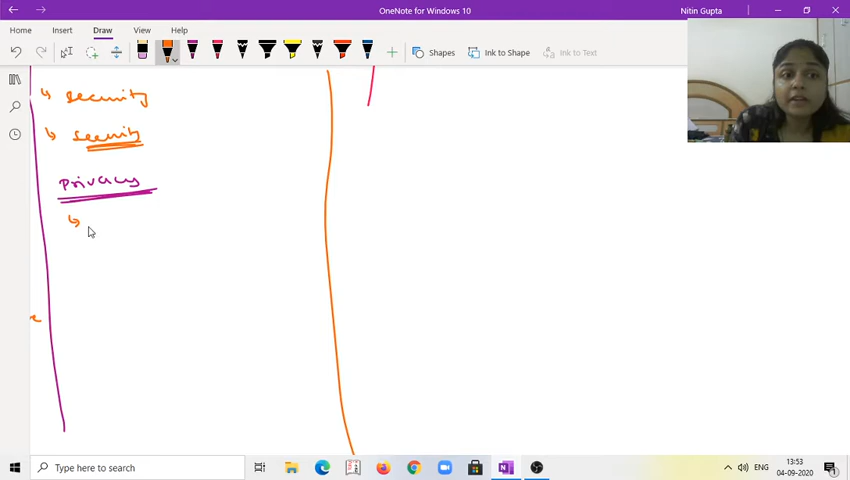 OneNote for Windows 10
Nitin Gupta
Home Insert Draw View Help
Shapes Ink to Shape Ink to Text
security
security
Privacy
Type here to search
ENG
13:53
04-09-2020
1